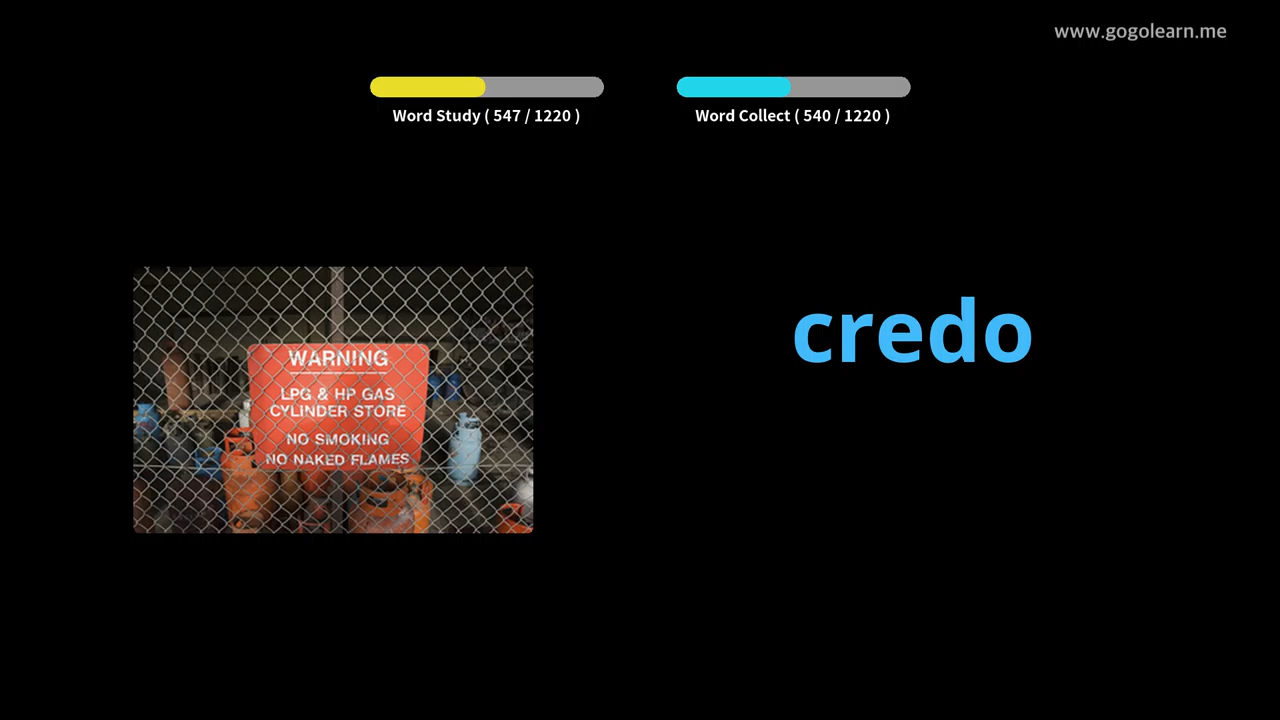 www.gogolearn.me
Word Study ( 547 / 1220 )
Word Collect ( 540 / 1220 )
credo
WARNING
LPG & HP GAS
CYLINDER STORE
NO SMOKING
NO NAKED FLAMES